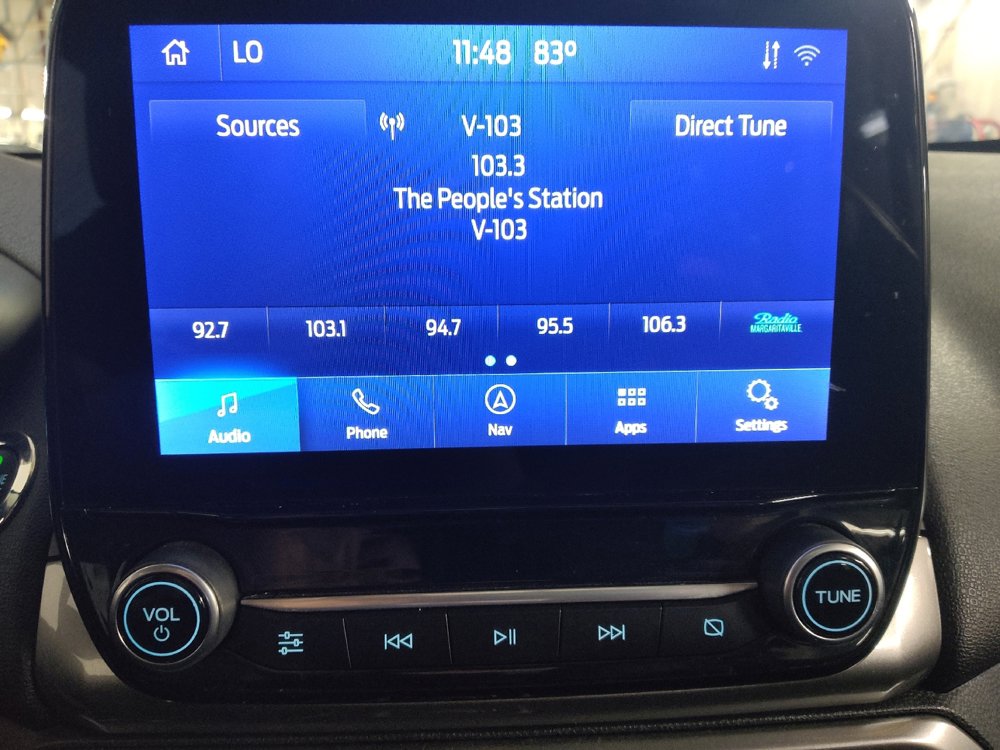 LO 11:48 83°
Sources V-103 Direct Tune
103.3
The People's Station
V-103
92.7 103.1 94.7 95.5 106.3 Radio MARGARITAVILLE
Audio Phone Nav Apps Settings
VOL TUNE